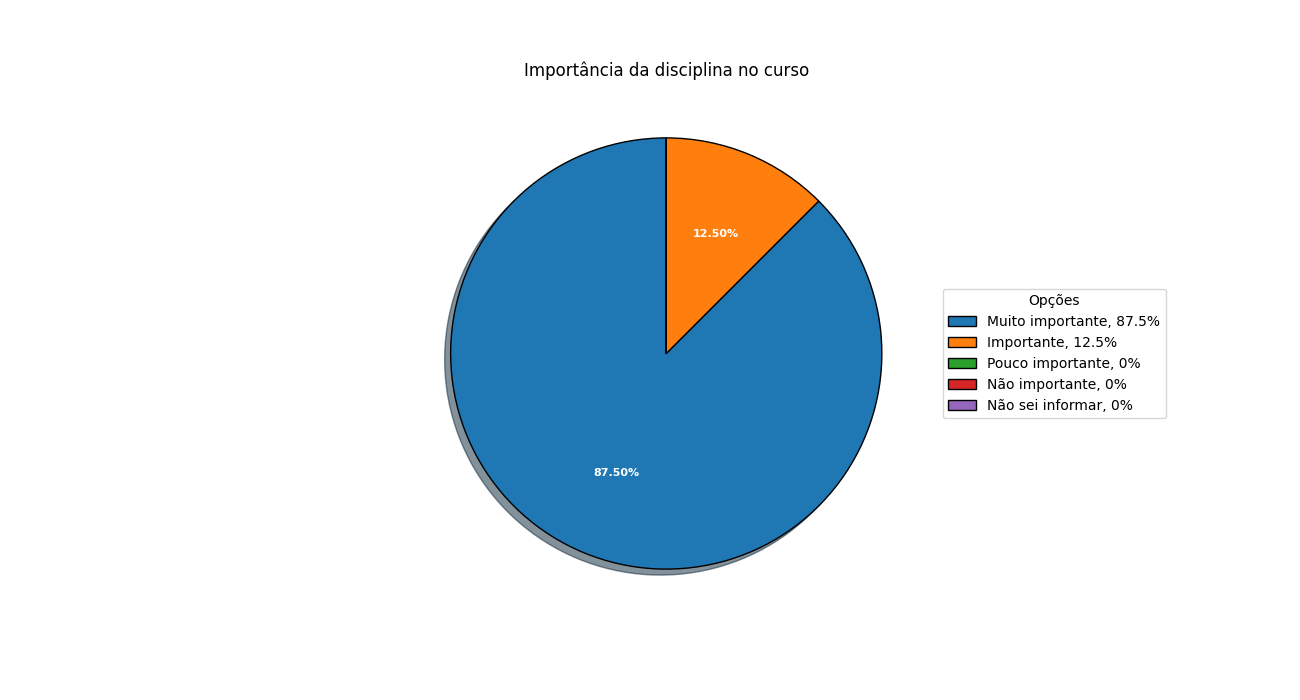 Importância da disciplina no curso
12.50%
87.50%
Opções
Muito importante, 87.5%
Importante, 12.5%
Pouco importante, 0%
Não importante, 0%
Não sei informar, 0%